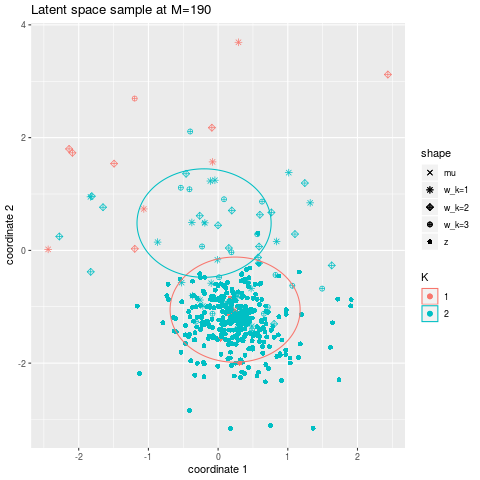 Latent space sample at M=190
4
2
0
-2
coordinate 2
-2
-1
0
1
2
coordinate 1
shape
mu
w_k=1
w_k=2
w_k=3
z
K
1
2